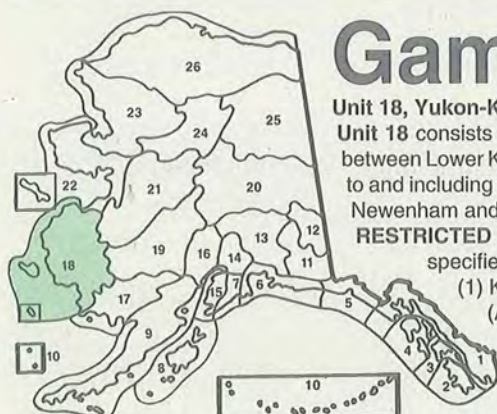 Gam
Unit 18, Yukon-K
Unit 18 consists
between Lower K
to and including
Newenham and
RESTRICTED
specifie
(1) K
(A
26
23
24
25
22
21
20
18
19
16
14
13
12
11
17
15
7
6
5
9
8
10
4
3
1
2
10